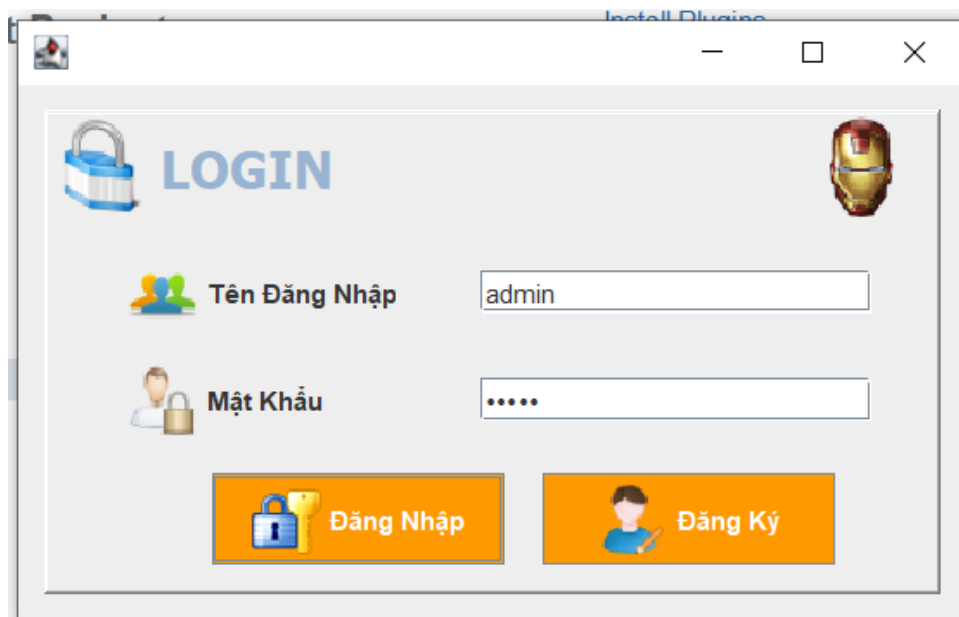 Install Plugins
LOGIN
Tên Đăng Nhập
admin
Mật Khẩu
•••••
Đăng Nhập
Đăng Ký